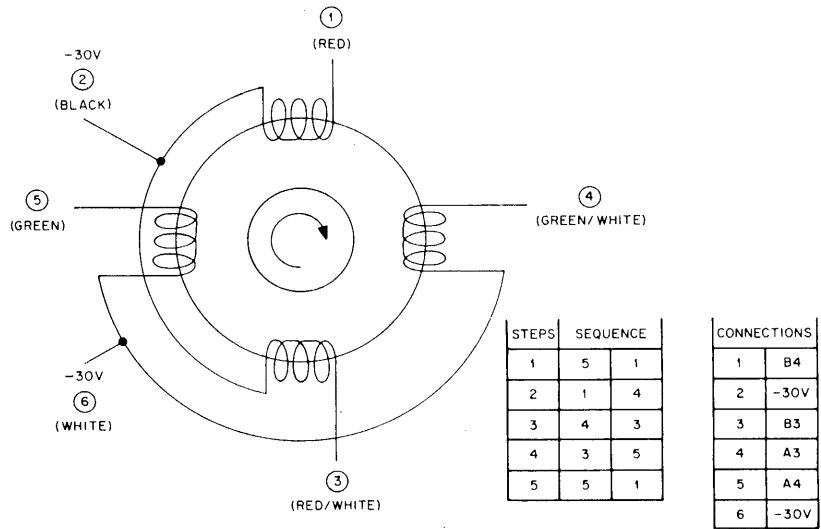 ①
(RED)
-30V
②
(BLACK)
⑤
(GREEN)
④
(GREEN/WHITE)
-30V
⑥
(WHITE)
③
(RED/WHITE)
STEPS SEQUENCE
1 5 1
2 1 4
3 4 3
4 3 5
5 5 1
CONNECTIONS
1 B4
2 -30V
3 B3
4 A3
5 A4
6 -30V